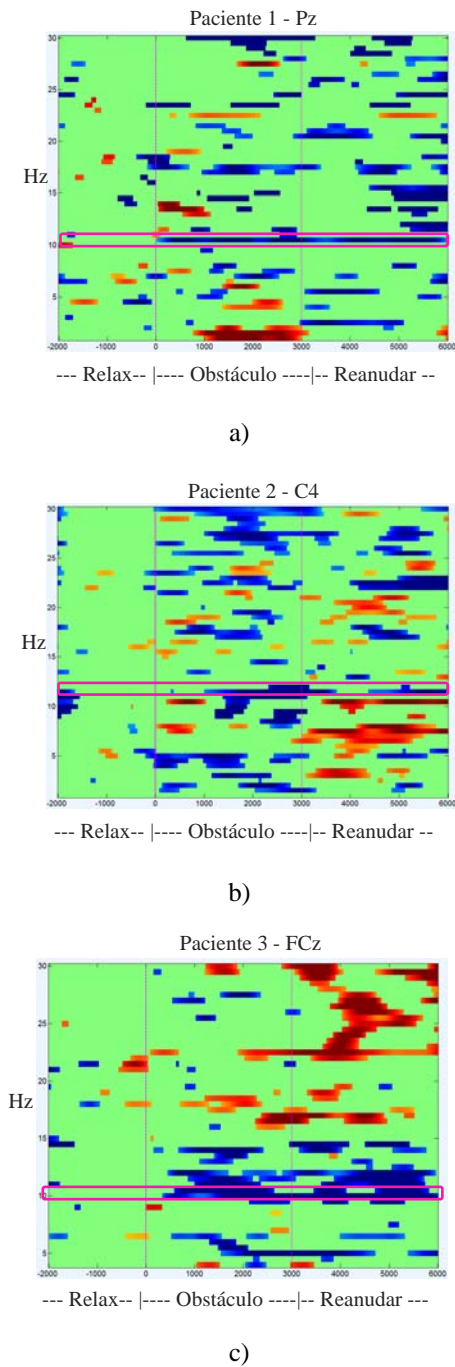 Paciente 1 - Pz
30
25
20
Hz
15
10
5
-2000 -1000 0 1000 2000 3000 4000 5000 6000
--- Relax-- |---- Obstáculo ----|-- Reanudar --
a)
Paciente 2 - C4
30
25
20
Hz
15
10
5
-2000 -1000 0 1000 2000 3000 4000 5000 6000
--- Relax-- |---- Obstáculo ----|-- Reanudar --
b)
Paciente 3 - FCz
30
25
20
Hz
15
10
5
-2000 -1000 0 1000 2000 3000 4000 5000 6000
--- Relax-- |---- Obstáculo ----|-- Reanudar ---
c)